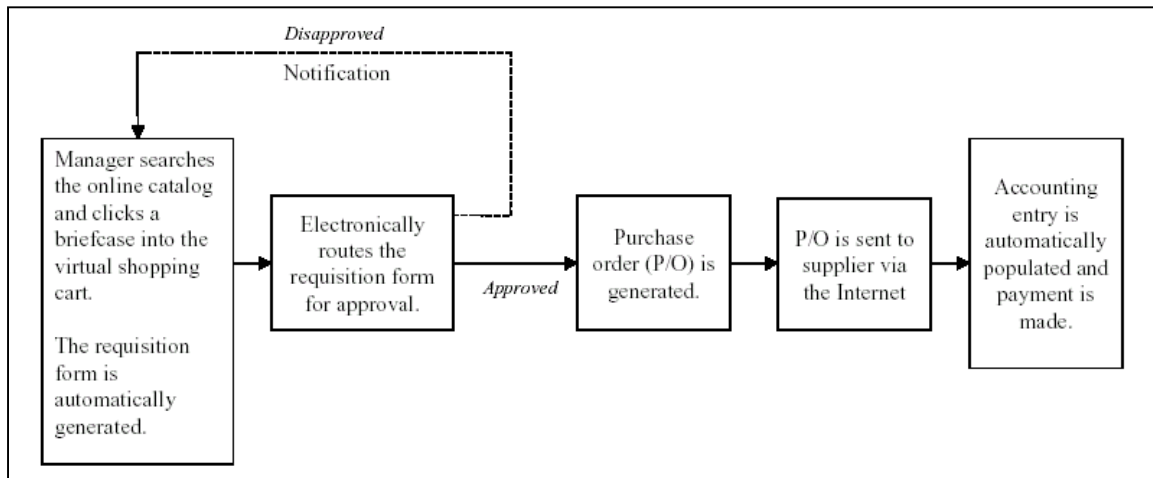 Disapproved
Notification
Manager searches
the online catalog
and clicks a
briefcase into the
virtual shopping
cart.
The requisition
form is
automatically
generated.
Electronically
routes the
requisition form
for approval.
Approved
Purchase
order (P/O) is
generated.
P/O is sent to
supplier via
the Internet
Accounting
entry is
automatically
populated and
payment is
made.